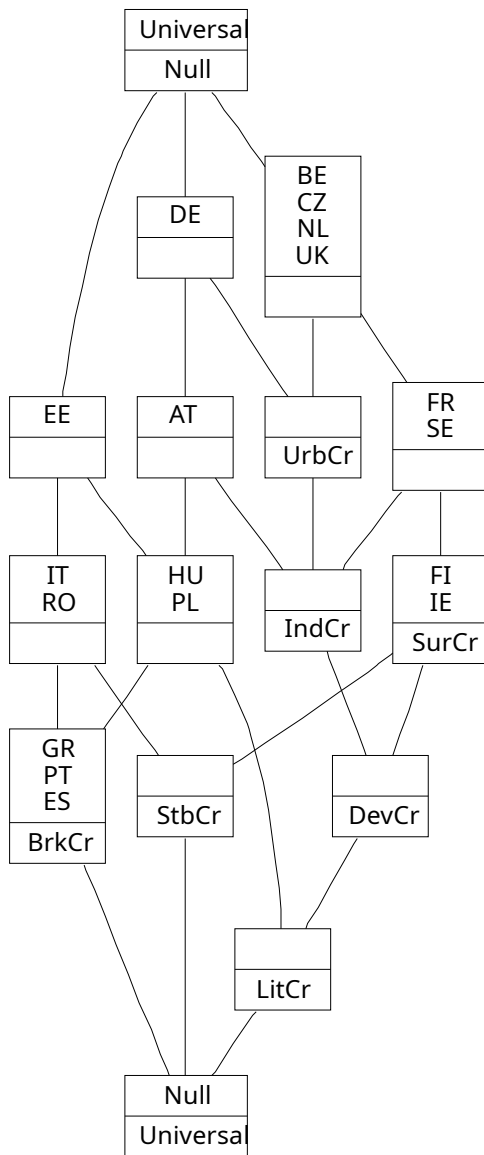 Universal
Null
BE
CZ
NL
UK
DE
EE
AT
UrbCr
FR
SE
IT
RO
HU
PL
IndCr
FI
IE
SurCr
GR
PT
ES
BrkCr
StbCr
DevCr
LitCr
Null
Universal